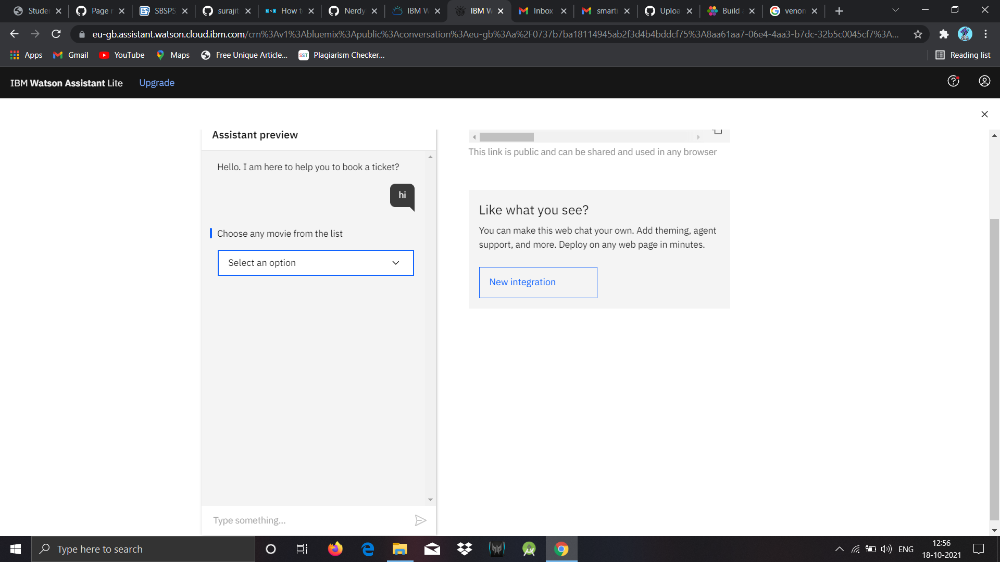 Studer
Page r
SBSPS
surajit
How to
Nerdy
IBM W
IBM W
Inbox
smarti
Uploa
Build
venom
eu-gb.assistant.watson.cloud.ibm.com/crn%3Av1%3Abluemix%3Apublic%3Aconversation%3Aeu-gb%3Aa%2F0737b7ba18114945ab2f3d4b4bddcf75%3A8aa61aa7-06e4-4aa3-b7dc-32b5c0045cf7%3A...
Apps
Gmail
YouTube
Maps
Free Unique Article...
SST
Plagiarism Checker...
Reading list
IBM Watson Assistant Lite
Upgrade
Assistant preview
Hello. I am here to help you to book a ticket?
hi
Choose any movie from the list
Select an option
Type something...
This link is public and can be shared and used in any browser
Like what you see?
You can make this web chat your own. Add theming, agent
support, and more. Deploy on any web page in minutes.
New integration
Type here to search
ENG
12:56
18-10-2021